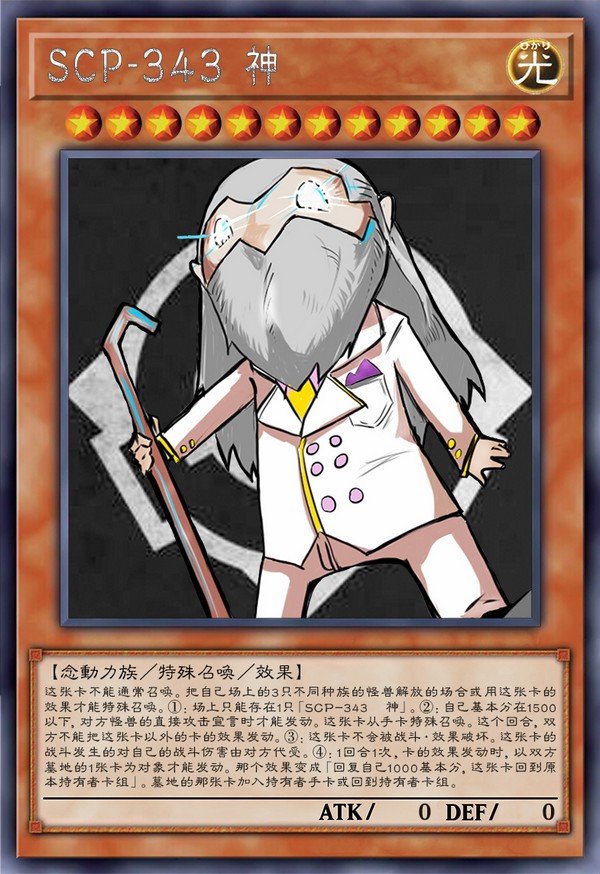 SCP-343 神
ひかり
光
【念動力族／特殊召喚／效果】
这张卡不能通常召唤。把自己场上的3只不同种族的怪兽解放的场合或用这张卡的
效果才能特殊召唤。①：场上只能存在1只「SCP-343 神」。②：自己基本分在1500
以下，对方怪兽的直接攻击宣言时才能发动。这张卡从手卡特殊召唤。这个回合，双
方不能把这张卡以外的卡的效果发动。③：这张卡不会被战斗·效果破坏。这张卡的
战斗发生的对自己的战斗伤害由对方代受。④：1回合1次，卡的效果发动时，以双方
墓地的1张卡为对象才能发动。那个效果变成「回复自己1000基本分，这张卡回到原
本持有者卡组」。墓地的那张卡加入持有者手卡或回到持有者卡组。
ATK/ 0 DEF/ 0